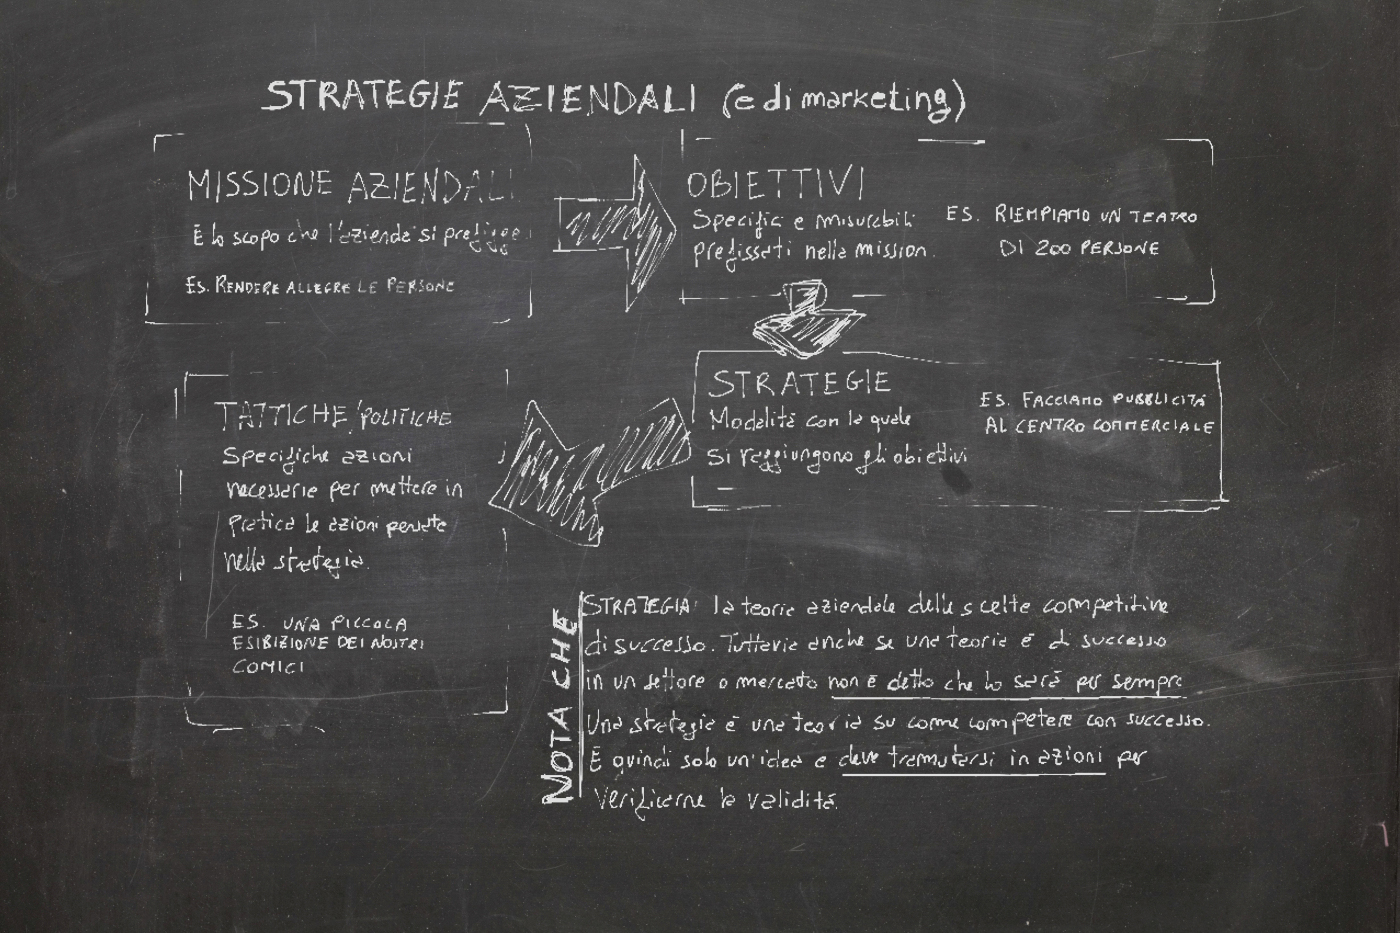 STRATEGIE AZIENDALI (e di marketing)
MISSIONE AZIENDALI
È lo scopo che l'azienda si prefigge
ES. RENDERE ALLEGRE LE PERSONE
OBIETTIVI
Specifici e misurabili
prefissati nella mission.
ES. RIEMPIAMO UN TEATRO
DI 200 PERSONE
STRATEGIE
Modalità con la quale
si raggiungono gli obiettivi
ES. FACCIAMO PUBBLICITÀ
AL CENTRO COMMERCIALE
TATTICHE/POLITICHE
Specifiche azioni
necessarie per mettere in
pratica le azioni pensate
nella strategia.
ES. UNA PICCOLA
ESIBIZIONE DEI NOSTRI
COMICI
NOTA CHE
STRATEGIA: la teoria aziendale delle scelte competitive
di successo. Tuttavia anche se una teoria è di successo
in un settore o mercato non è detto che lo sarà per sempre
Una strategia è una teoria su come competere con successo.
È quindi solo un'idea e deve tramutarsi in azioni per
verificarne la validità.